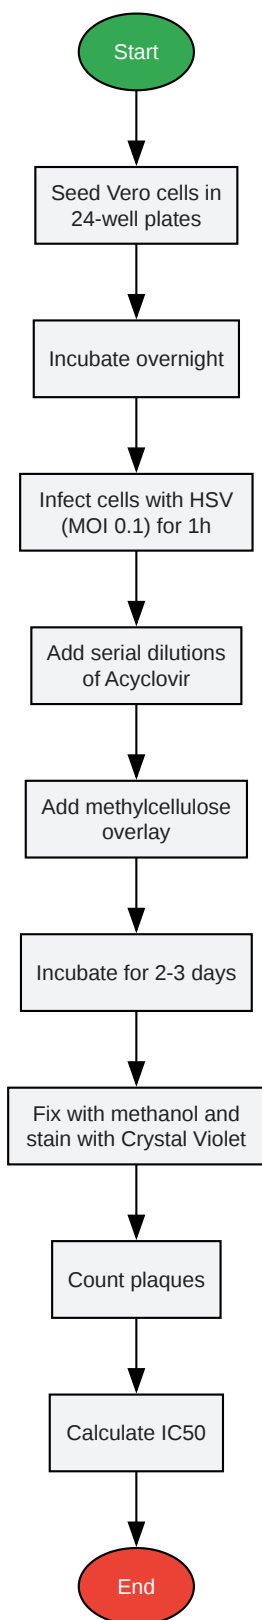 Start
Seed Vero cells in
24-well plates
Incubate overnight
Infect cells with HSV
(MOI 0.1) for 1h
Add serial dilutions
of Acyclovir
Add methylcellulose
overlay
Incubate for 2-3 days
Fix with methanol and
stain with Crystal Violet
Count plaques
Calculate IC50
End